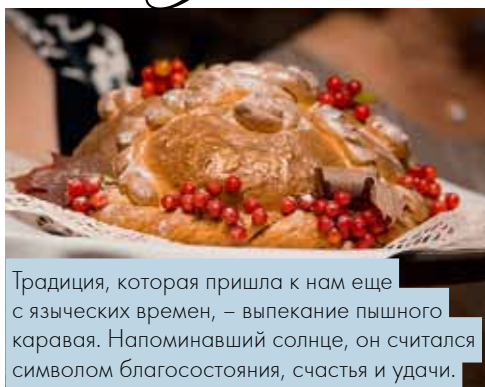 Традиция, которая пришла к нам еще
с языческих времен, – выпекание пышного
каравая. Напоминавший солнце, он считался
символом благосостояния, счастья и удачи.